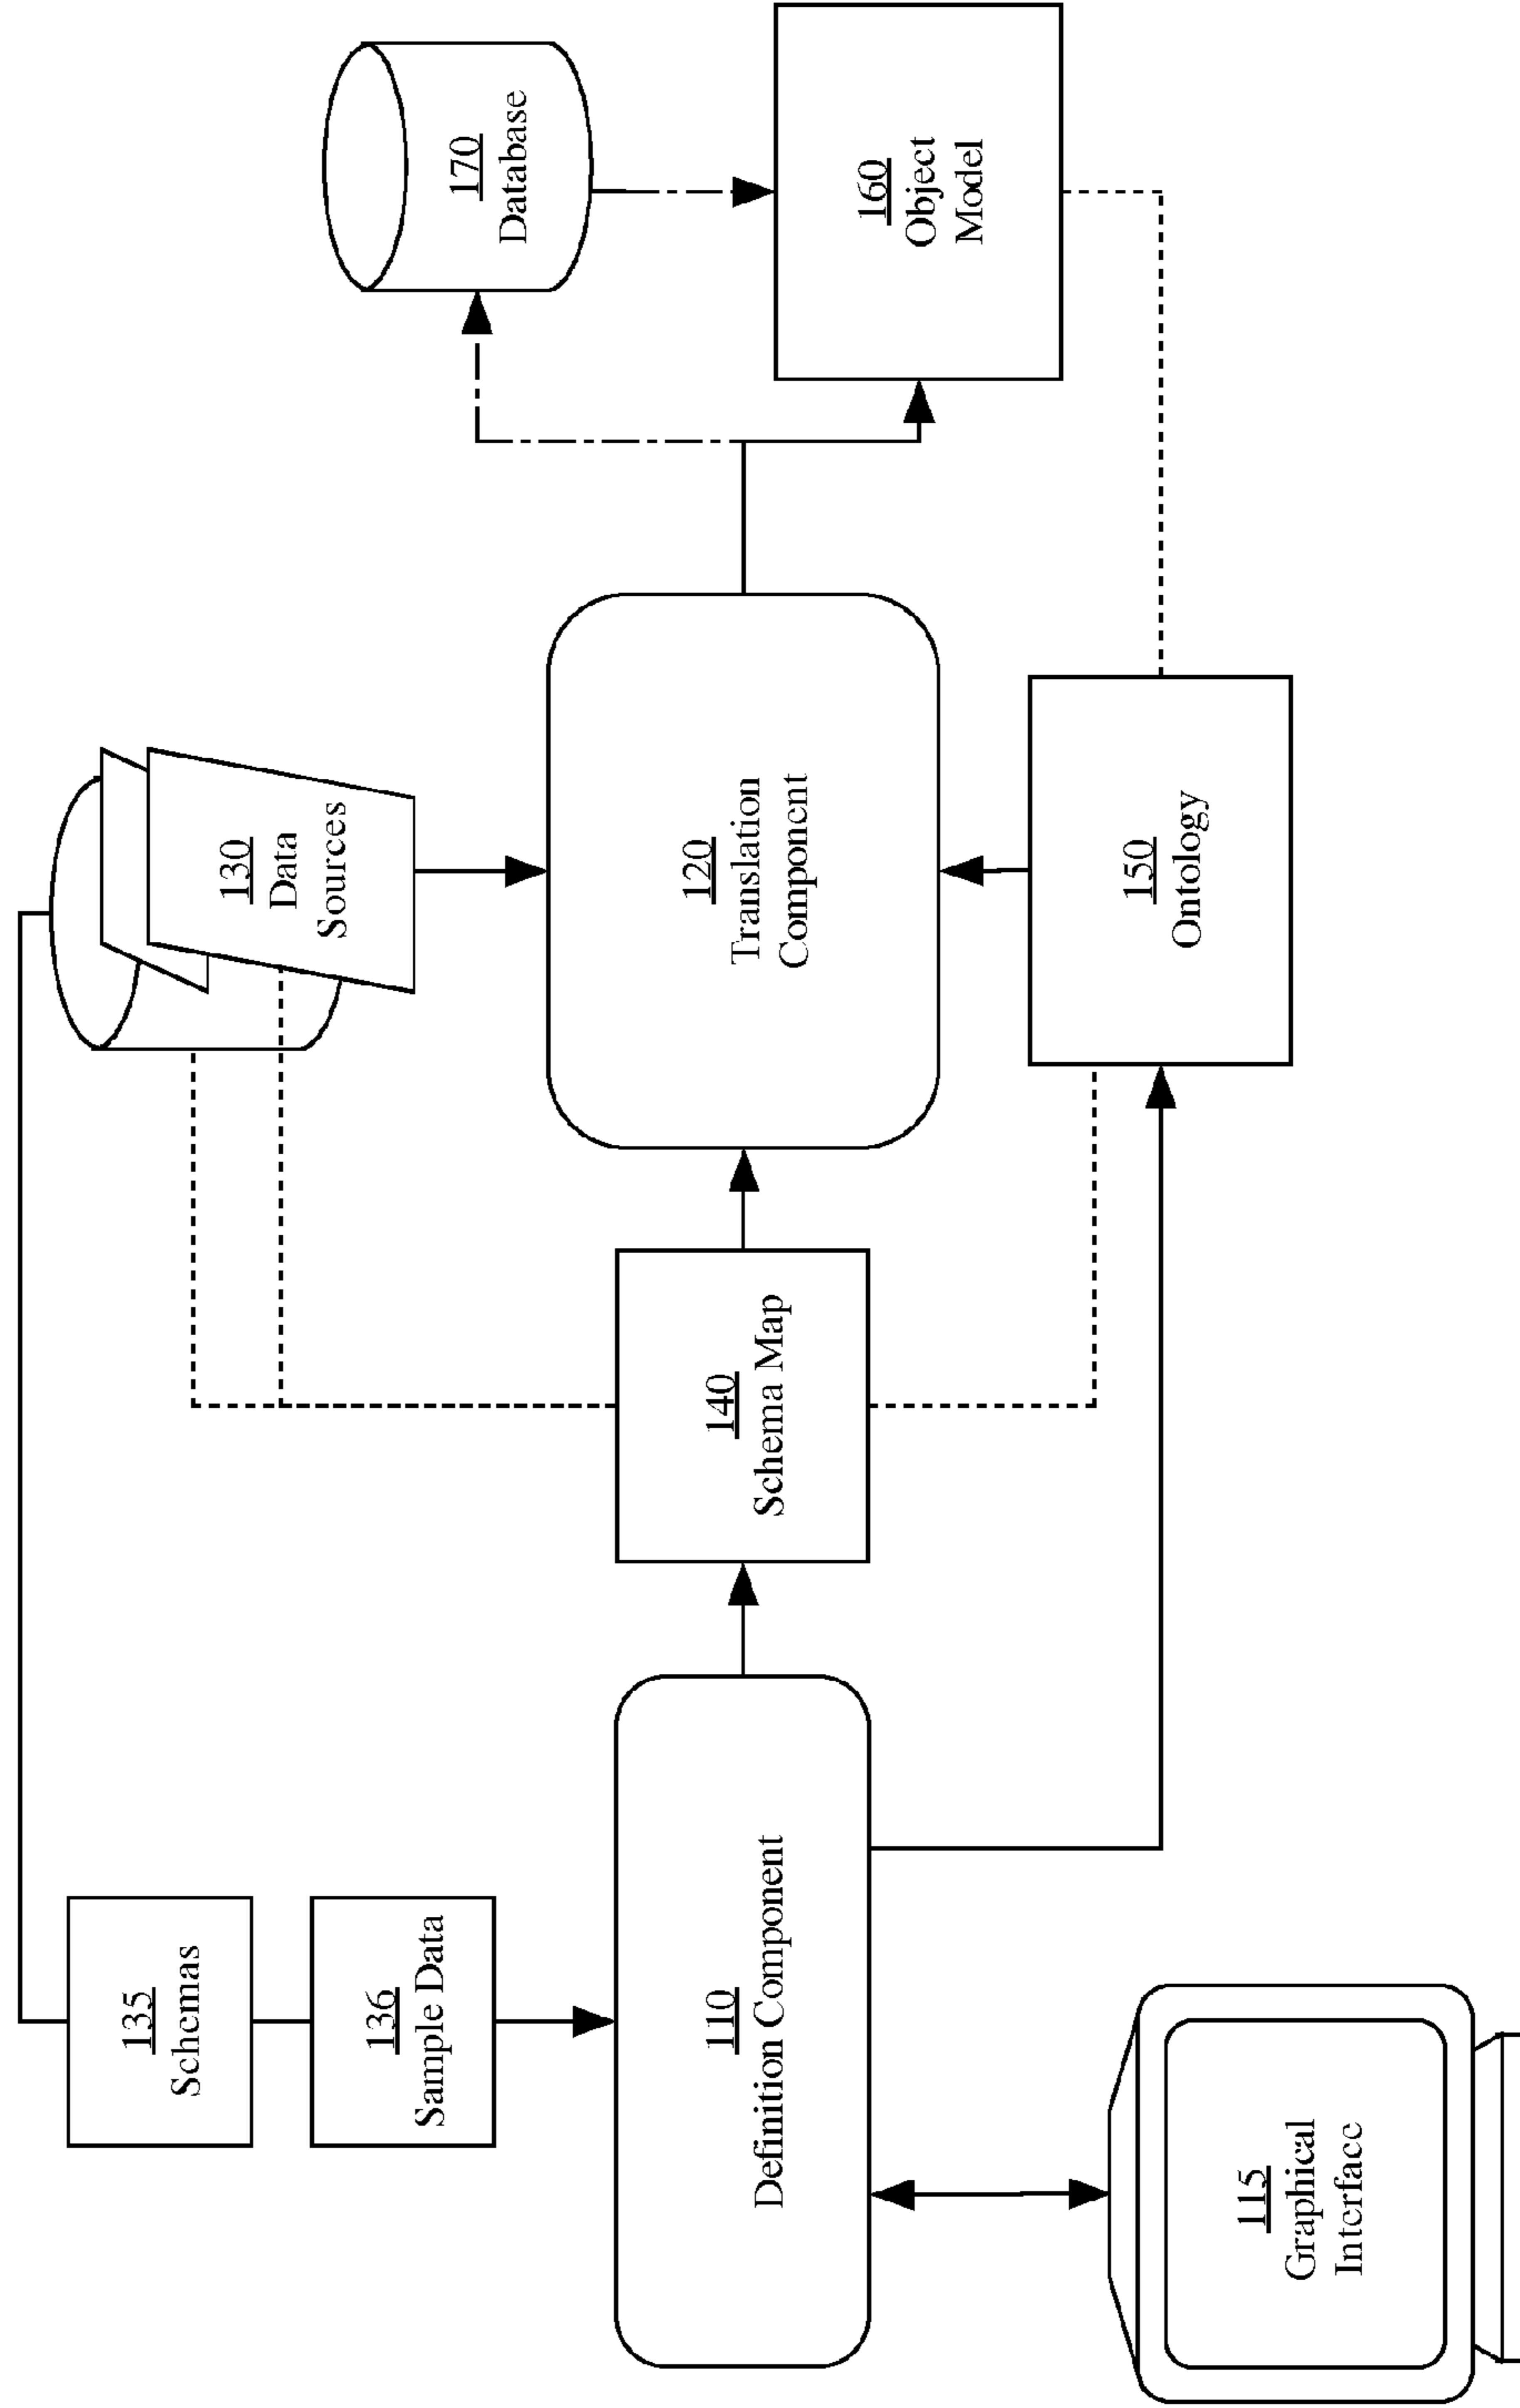 135
Schemas
136
Sample Data
110
Definition Component
115
Graphical
Interface
140
Schema Map
130
Data
Sources
120
Translation
Component
150
Ontology
170
Database
160
Object
Model